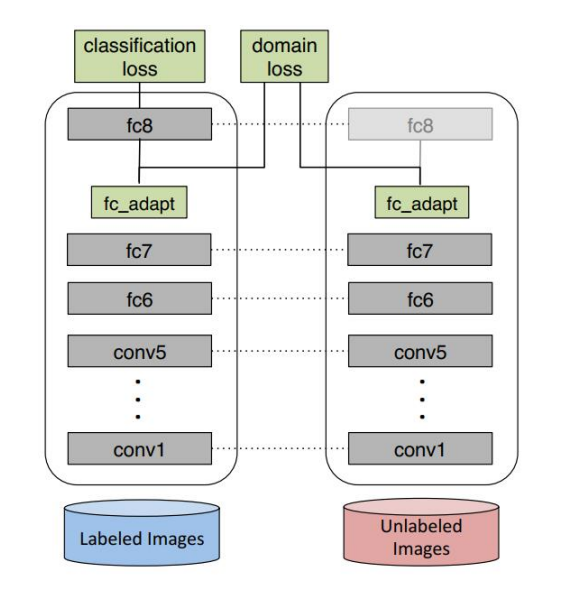 classification
loss
domain
loss
fc8
fc8
fc_adapt
fc_adapt
fc7
fc7
fc6
fc6
conv5
conv5
conv1
conv1
Labeled Images
Unlabeled
Images